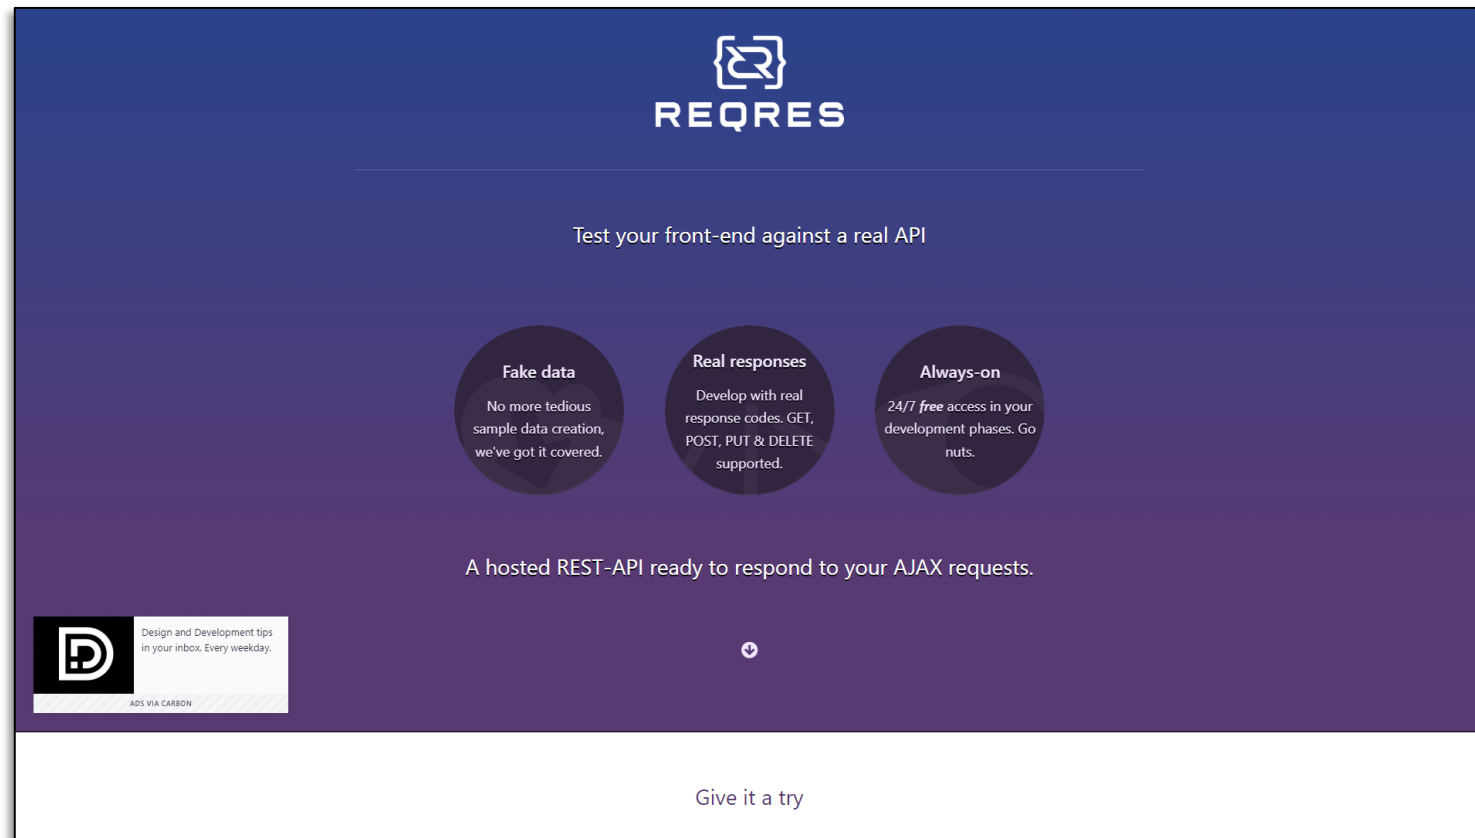 REQRES
Test your front-end against a real API
Fake data
No more tedious
sample data creation,
we've got it covered.
Real responses
Develop with real
response codes. GET,
POST, PUT & DELETE
supported.
Always-on
24/7 free access in your
development phases. Go
nuts.
A hosted REST-API ready to respond to your AJAX requests.
Design and Development tips
in your inbox. Every weekday.
ADS VIA CARBON
Give it a try